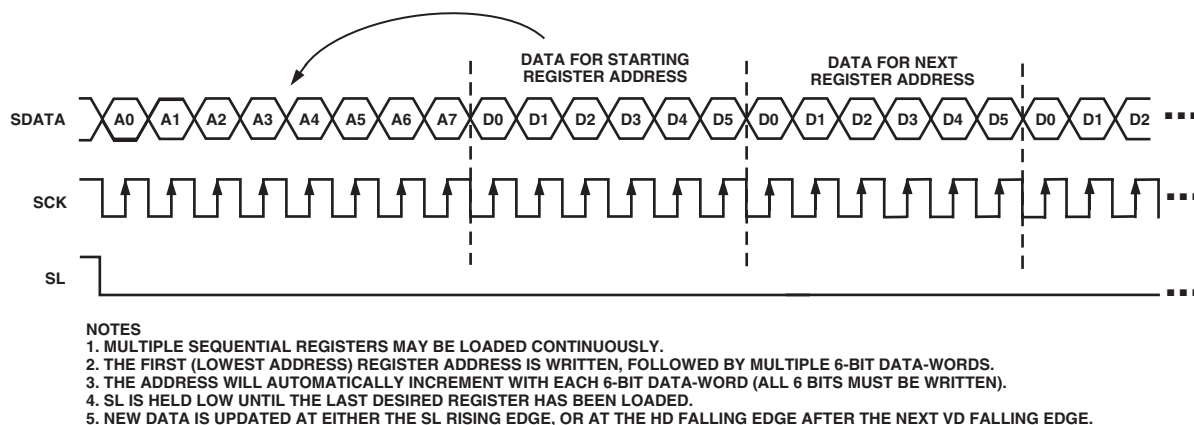 DATA FOR STARTING
REGISTER ADDRESS
DATA FOR NEXT
REGISTER ADDRESS
SDATA A0 A1 A2 A3 A4 A5 A6 A7 D0 D1 D2 D3 D4 D5 D0 D1 D2 D3 D4 D5 D0 D1 D2
SCK
SL
NOTES
1. MULTIPLE SEQUENTIAL REGISTERS MAY BE LOADED CONTINUOUSLY.
2. THE FIRST (LOWEST ADDRESS) REGISTER ADDRESS IS WRITTEN, FOLLOWED BY MULTIPLE 6-BIT DATA-WORDS.
3. THE ADDRESS WILL AUTOMATICALLY INCREMENT WITH EACH 6-BIT DATA-WORD (ALL 6 BITS MUST BE WRITTEN).
4. SL IS HELD LOW UNTIL THE LAST DESIRED REGISTER HAS BEEN LOADED.
5. NEW DATA IS UPDATED AT EITHER THE SL RISING EDGE, OR AT THE HD FALLING EDGE AFTER THE NEXT VD FALLING EDGE.